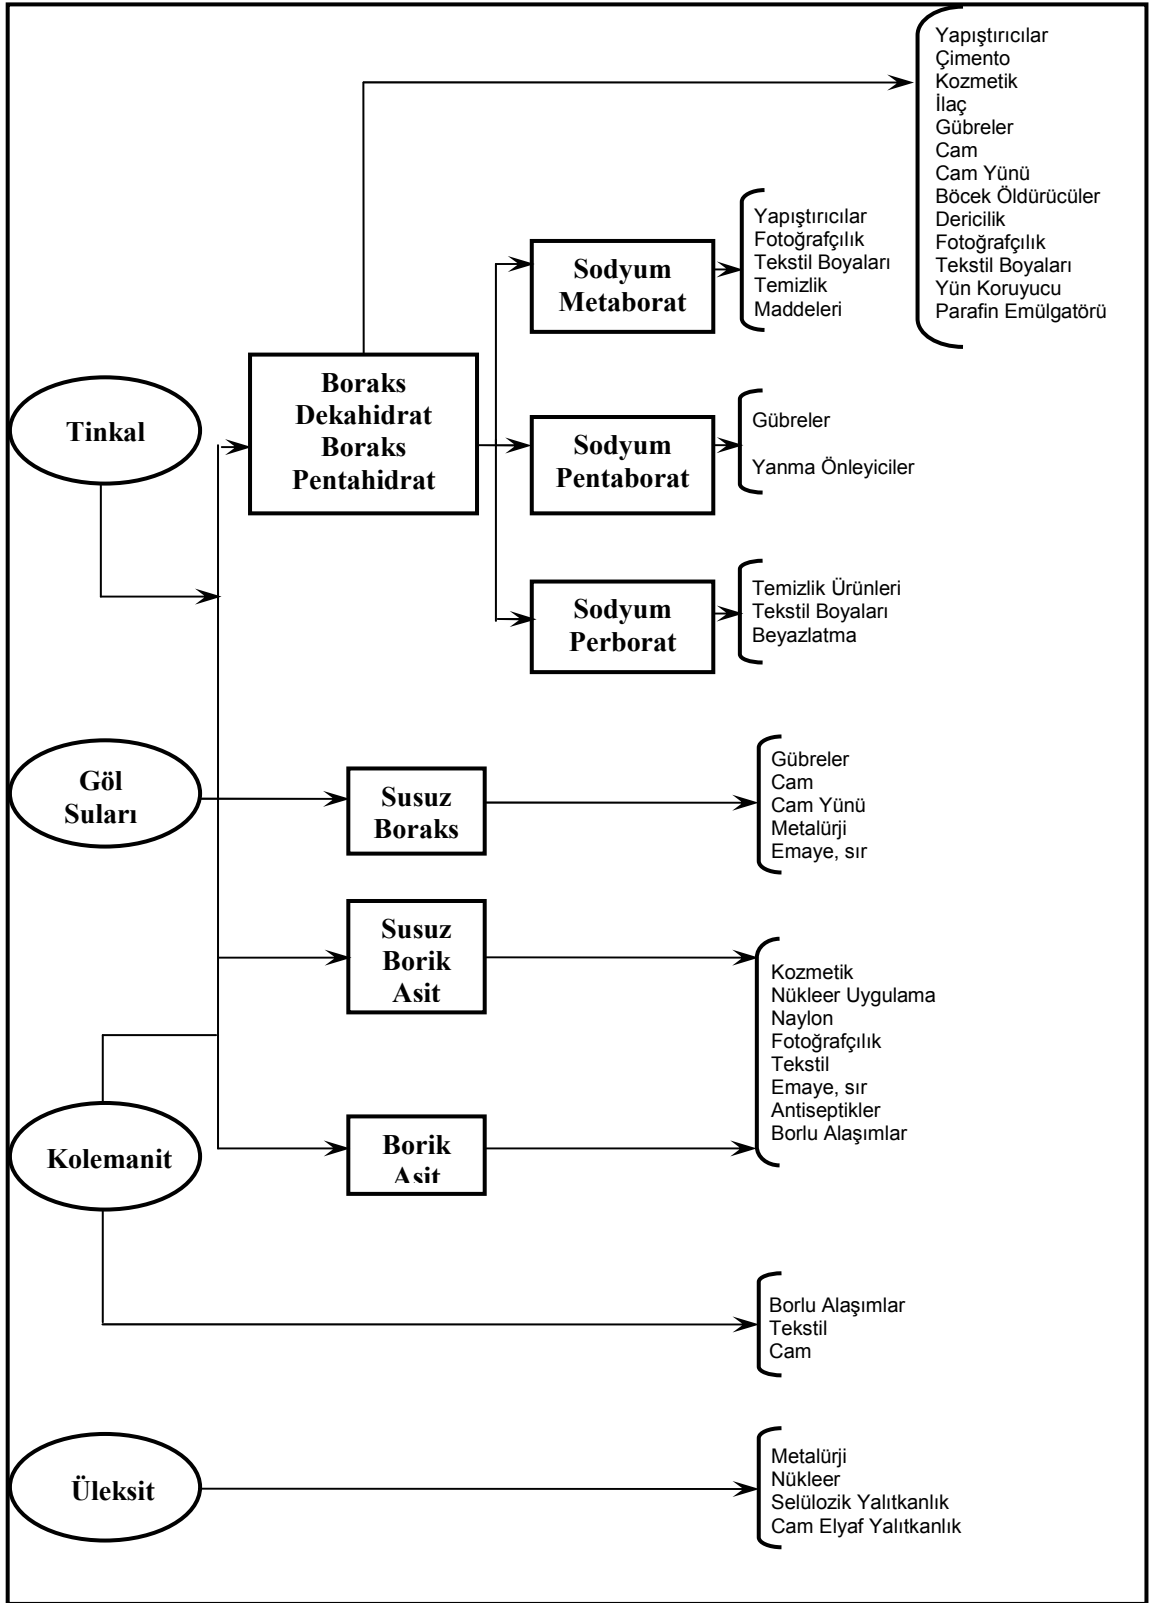 Yapıştırıcılar
Çimento
Kozmetik
İlaç
Gübreler
Cam
Cam Yünü
Böcek Öldürücüler
Dericilik
Fotoğrafçılık
Tekstil Boyaları
Yün Koruyucu
Parafin Emülgatörü
Sodyum
Metaborat
Yapıştırıcılar
Fotoğrafçılık
Tekstil Boyaları
Temizlik
Maddeleri
Tinkal
Boraks
Dekahidrat
Boraks
Pentahidrat
Sodyum
Pentaborat
Gübreler
Yanma Önleyiciler
Sodyum
Perborat
Temizlik Ürünleri
Tekstil Boyaları
Beyazlatma
Göl
Suları
Susuz
Boraks
Gübreler
Cam
Cam Yünü
Metalürji
Emaye, sır
Susuz
Borik
Asit
Kozmetik
Nükleer Uygulama
Naylon
Fotoğrafçılık
Tekstil
Emaye, sır
Antiseptikler
Borlu Alaşımlar
Kolemanit
Borik
Asit
Borlu Alaşımlar
Tekstil
Cam
Üleksit
Metalürji
Nükleer
Selülozik Yalıtkanlık
Cam Elyaf Yalıtkanlık